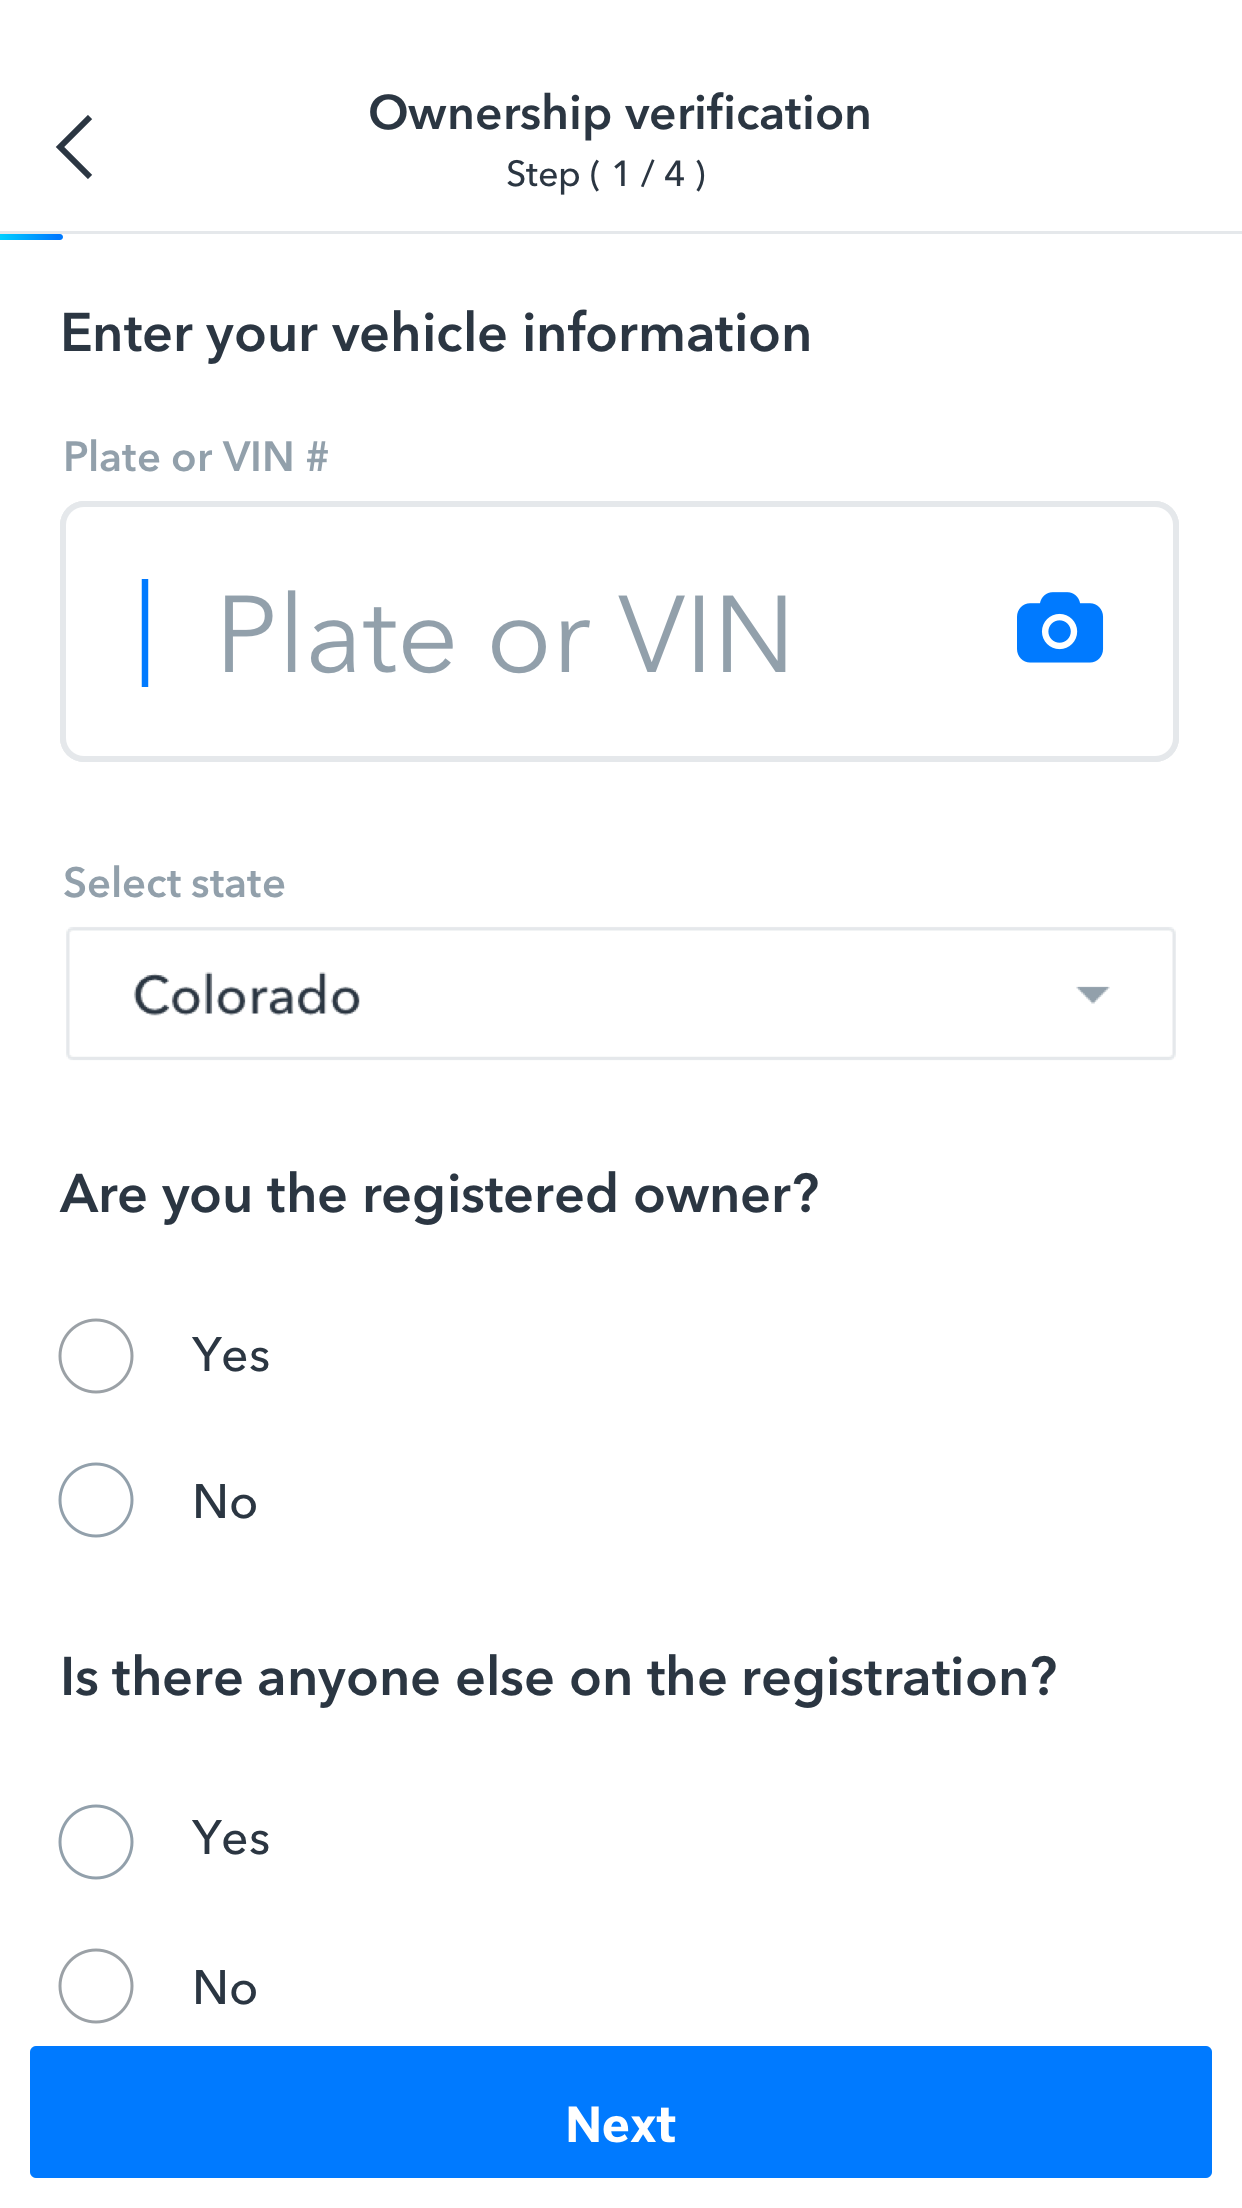 Ownership verification
Step ( 1 / 4 )
Enter your vehicle information
Plate or VIN #
Plate or VIN
Select state
Colorado
Are you the registered owner?
Yes
No
Is there anyone else on the registration?
Yes
No
Next